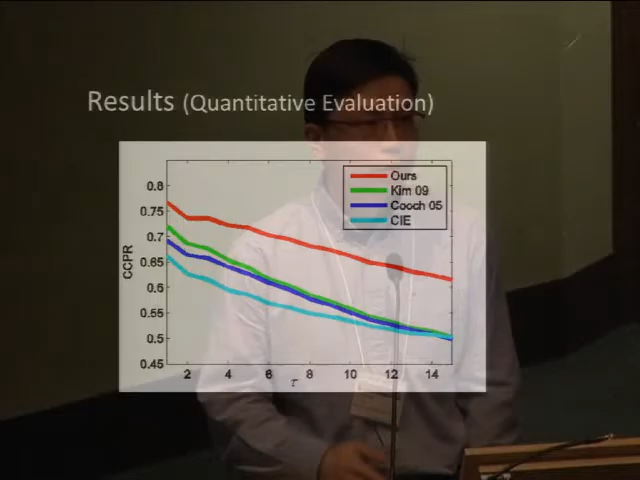 Results (Quantitative Evaluation)
Ours
Kim 09
Gooch 05
CIE
CCPR
0.8
0.75
0.7
0.65
0.6
0.55
0.5
0.45
2 4 6 8 10 12 14
τ